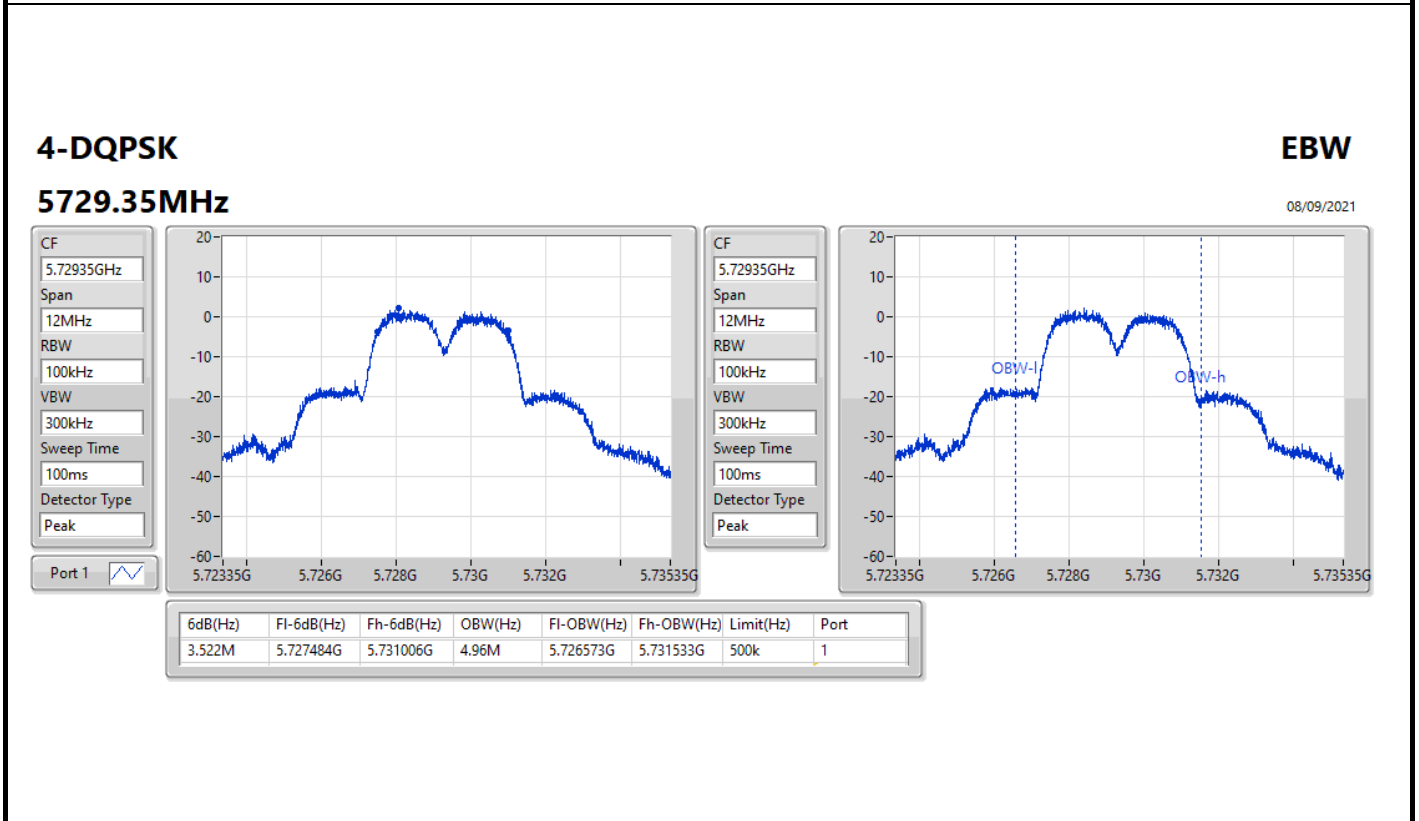 4-DQPSK
EBW
5729.35MHz
08/09/2021
CF
5.72935GHz
Span
12MHz
RBW
100kHz
VBW
300kHz
Sweep Time
100ms
Detector Type
Peak
Port 1
20
10
0
-10
-20
-30
-40
-50
-60
5.72335G 5.726G 5.728G 5.73G 5.732G 5.73535G
CF
5.72935GHz
Span
12MHz
RBW
100kHz
VBW
300kHz
Sweep Time
100ms
Detector Type
Peak
20
10
0
-10
-20
-30
-40
-50
-60
OBW-l
OBW-h
5.72335G 5.726G 5.728G 5.73G 5.732G 5.73535G
6dB(Hz) Fl-6dB(Hz) Fh-6dB(Hz) OBW(Hz) Fl-OBW(Hz) Fh-OBW(Hz) Limit(Hz) Port
3.522M 5.727484G 5.731006G 4.96M 5.726573G 5.731533G 500k 1